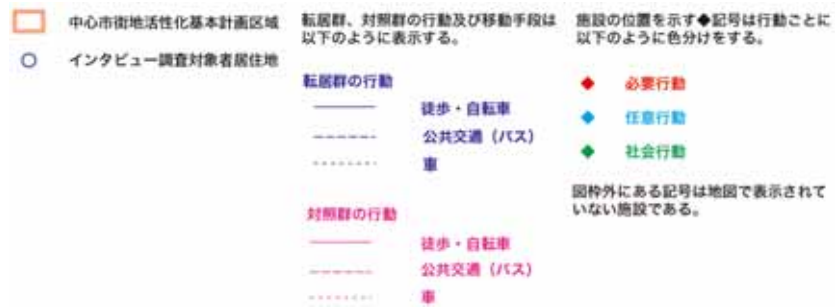 中心市街地活性化基本計画区域
インタビュー調査対象者居住地
転居群、対照群の行動及び移動手段は
以下のように表示する。
転居群の行動
徒歩・自転車
公共交通（バス）
車
対照群の行動
徒歩・自転車
公共交通（バス）
車
施設の位置を示す◆記号は行動ごとに
以下のように色分けをする。
◆ 必要行動
◆ 任意行動
◆ 社会行動
図枠外にある記号は地図で表示されて
いない施設である。